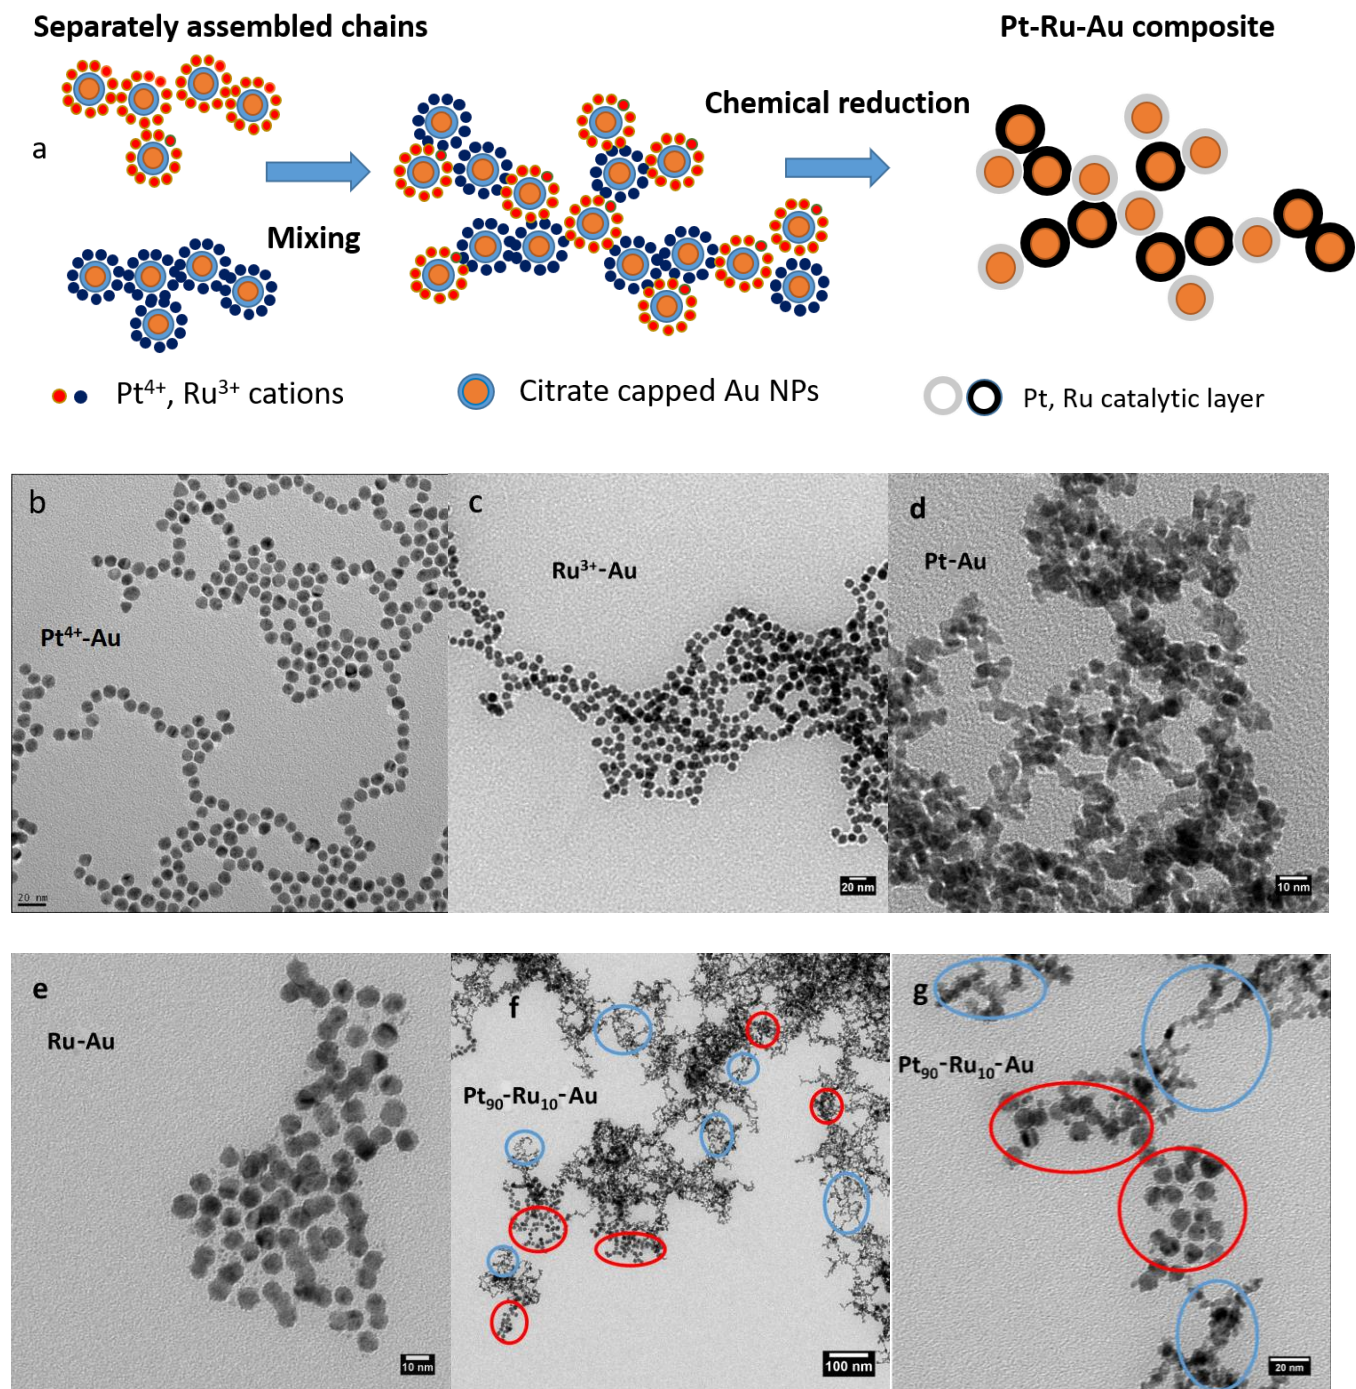 Separately assembled chains
Pt-Ru-Au composite
Chemical reduction
a
Mixing
Pt⁴⁺, Ru³⁺ cations
Citrate capped Au NPs
Pt, Ru catalytic layer
b
Pt⁴⁺-Au
20 nm
c
Ru³⁺-Au
20 nm
d
Pt-Au
10 nm
e
Ru-Au
10 nm
f
Pt₉₀-Ru₁₀-Au
100 nm
g
Pt₉₀-Ru₁₀-Au
20 nm